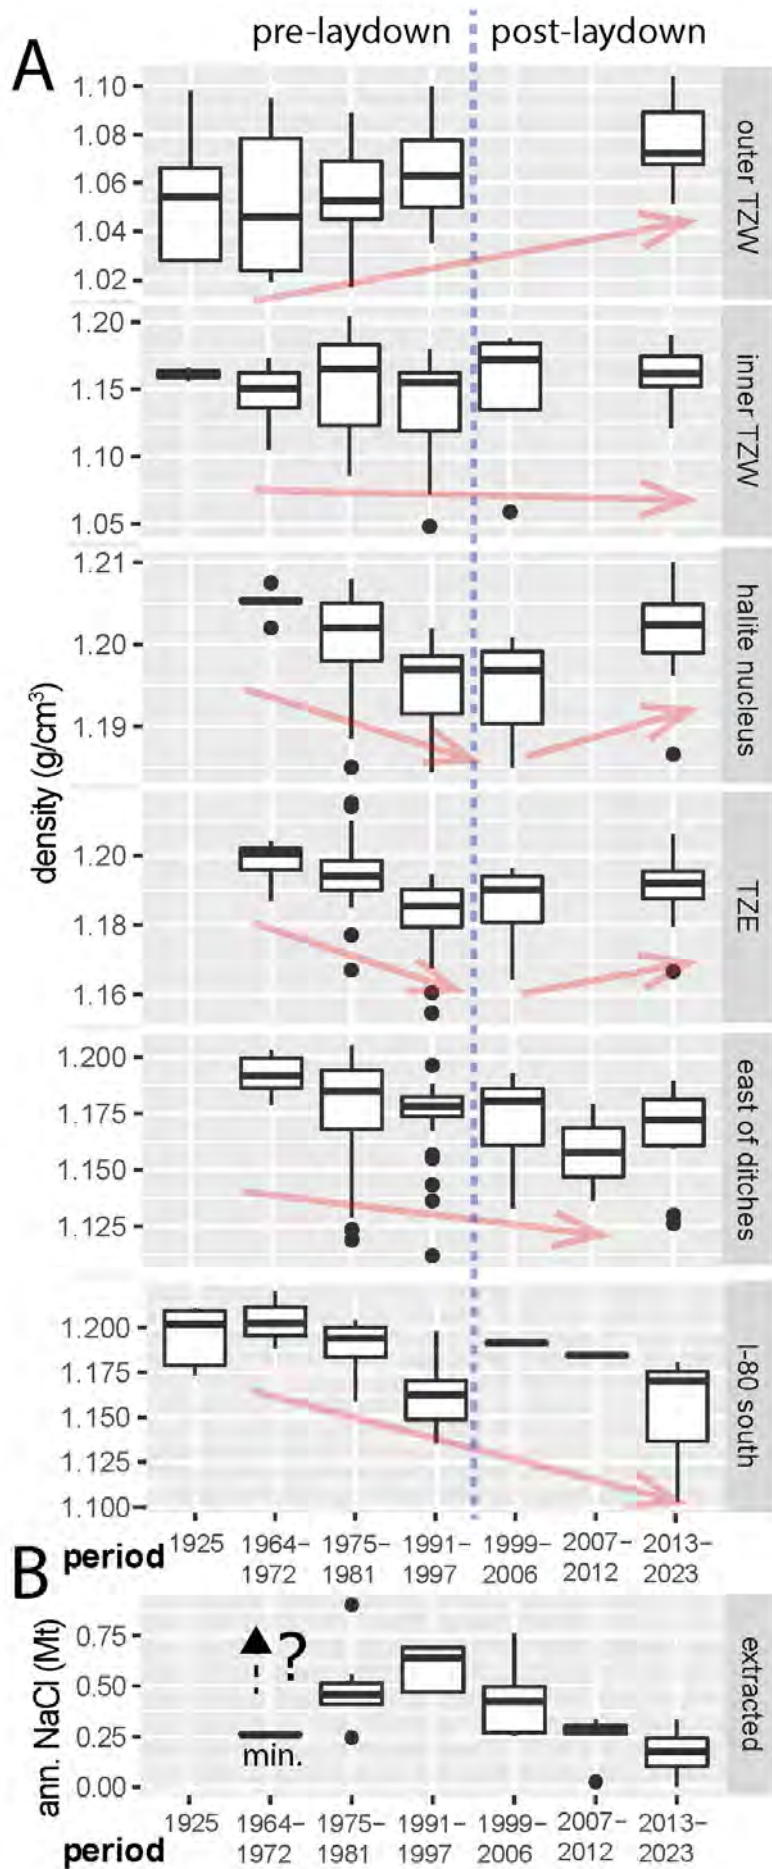 pre-laydown post-laydown
A
1.10
1.08
1.06
1.04
1.02
outer TZW
1.20
1.15
1.10
1.05
inner TZW
1.21
1.20
1.19
halite nucleus
density (g/cm³)
1.20
1.18
1.16
TZE
1.200
1.175
1.150
1.125
east of ditches
1.200
1.175
1.150
1.125
1.100
I-80 south
period 1925 1964– 1975– 1991– 1999– 2007– 2013–
1972 1981 1997 2006 2012 2023
B
ann. NaCl (Mt)
0.75
0.50
0.25
0.00
?
min.
extracted
period 1925 1964– 1975– 1991– 1999– 2007– 2013–
1972 1981 1997 2006 2012 2023